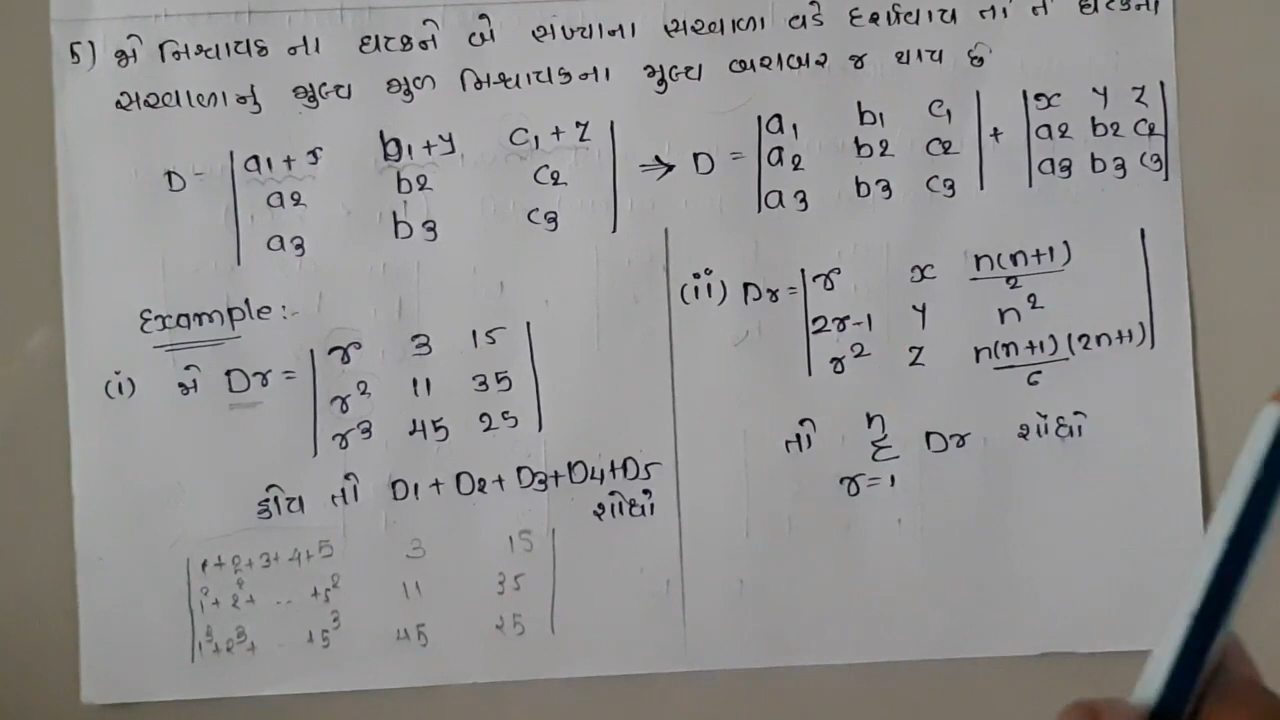 5) જો નિશ્ચાયક ના ઘટકને બે સંખ્યાના સરવાળા વડે દર્શાવાય તો તે ઘટકના
સરવાળાનું મૂલ્ય મૂળ નિશ્ચાયકના મૂલ્ય બરાબર જ થાય છે
D = | a1+x b1+y c1+z | ⇒ D = | a1 b1 c1 | + | x y z |
| a2 b2 c2 | | a2 b2 c2 | | a2 b2 c2 |
| a3 b3 c3 | | a3 b3 c3 | | a3 b3 c3 |
Example:-
(i) જો Dr = | r 3 15 |
| r² 11 35 |
| r³ 45 25 |
હોય તો D1 + D2 + D3 + D4 + D5
શોધો
| 1+2+3+4+5 3 15 |
| 1²+2²+ .. +5² 11 35 |
| 1³+2³+ .. +5³ 45 25 |
(ii) Dr = | r x n(n+1)/2 |
| 2r-1 y n² |
| r² z n(n+1)(2n+1)/6 |
તો n Σ r=1 Dr શોધો